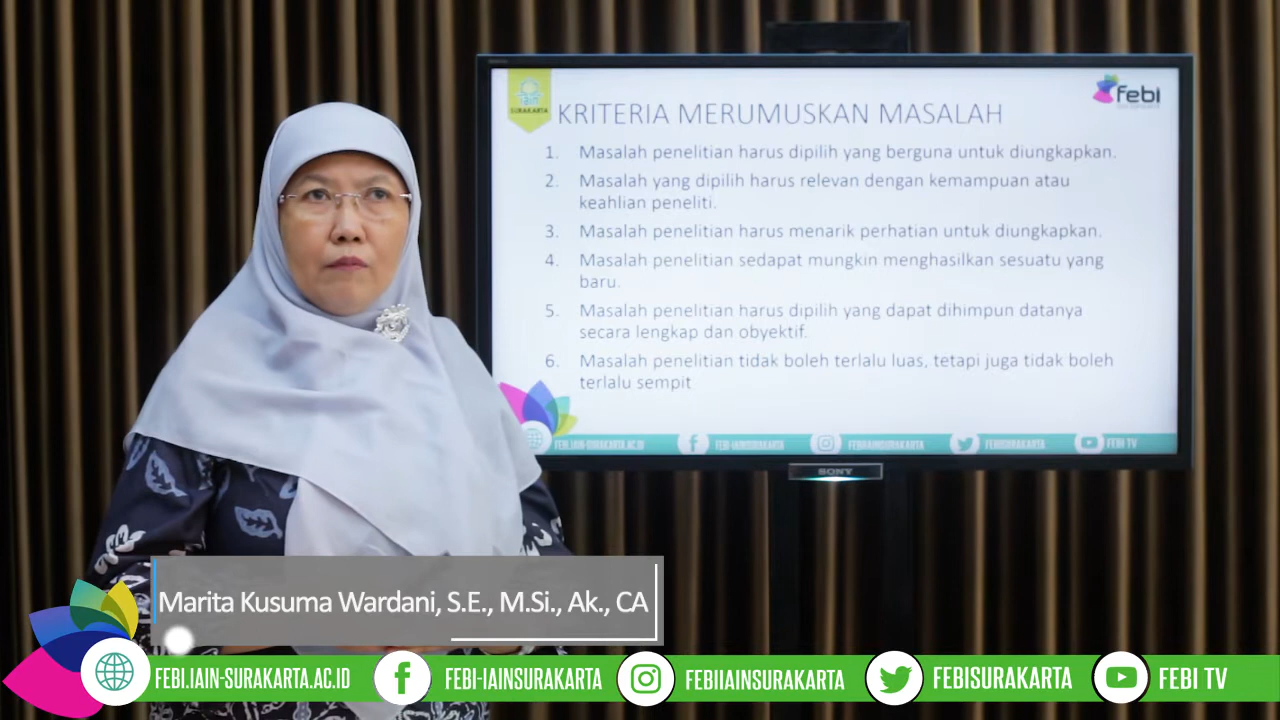 iain
SURAKARTA
febi
KRITERIA MERUMUSKAN MASALAH
1. Masalah penelitian harus dipilih yang berguna untuk diungkapkan.
2. Masalah yang dipilih harus relevan dengan kemampuan atau
keahlian peneliti.
3. Masalah penelitian harus menarik perhatian untuk diungkapkan.
4. Masalah penelitian sedapat mungkin menghasilkan sesuatu yang
baru.
5. Masalah penelitian harus dipilih yang dapat dihimpun datanya
secara lengkap dan obyektif.
6. Masalah penelitian tidak boleh terlalu luas, tetapi juga tidak boleh
terlalu sempit
FEBI.IAIN-SURAKARTA.AC.ID FEBI-IAINSURAKARTA FEBIIAINSURAKARTA FEBISURAKARTA FEBI TV
SONY
Marita Kusuma Wardani, S.E., M.Si., Ak., CA
FEBI.IAIN-SURAKARTA.AC.ID FEBI-IAINSURAKARTA FEBIIAINSURAKARTA FEBISURAKARTA FEBI TV